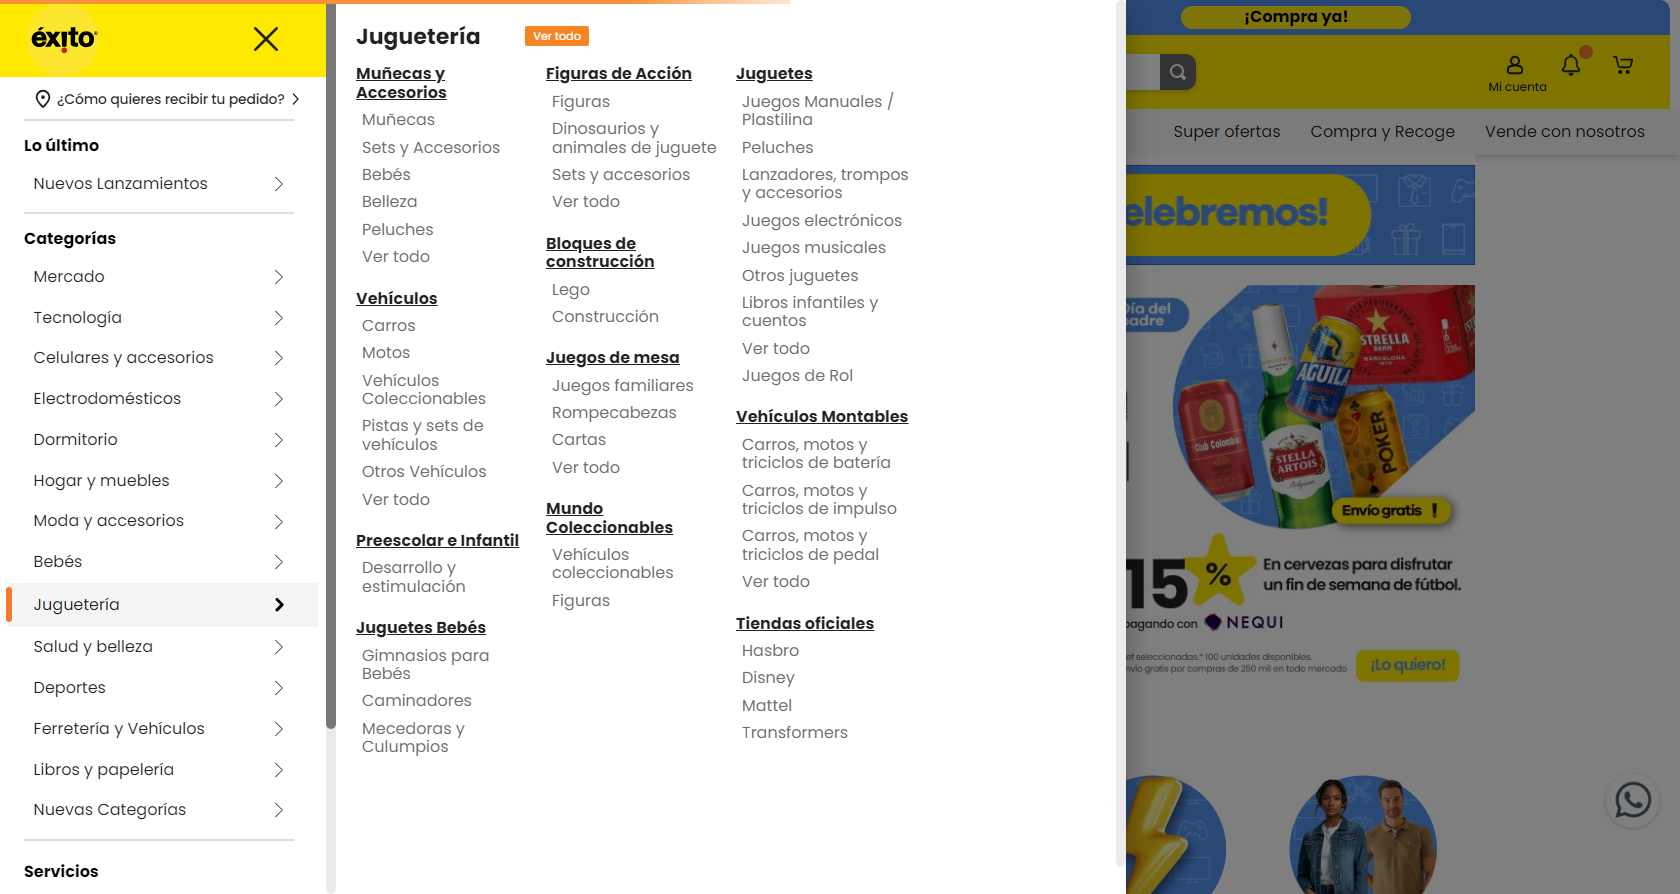 éxito
¿Cómo quieres recibir tu pedido?
Lo último
Nuevos Lanzamientos
Categorías
Mercado
Tecnología
Celulares y accesorios
Electrodomésticos
Dormitorio
Hogar y muebles
Moda y accesorios
Bebés
Juguetería
Salud y belleza
Deportes
Ferretería y Vehículos
Libros y papelería
Nuevas Categorías
Servicios
Juguetería
Ver todo
Muñecas y
Accesorios
Muñecas
Sets y Accesorios
Bebés
Belleza
Peluches
Ver todo
Vehículos
Carros
Motos
Vehículos
Coleccionables
Pistas y sets de
vehículos
Otros Vehículos
Ver todo
Preescolar e Infantil
Desarrollo y
estimulación
Juguetes Bebés
Gimnasios para
Bebés
Caminadores
Mecedoras y
Culumpios
Figuras de Acción
Figuras
Dinosaurios y
animales de juguete
Sets y accesorios
Ver todo
Bloques de
construcción
Lego
Construcción
Juegos de mesa
Juegos familiares
Rompecabezas
Cartas
Ver todo
Mundo
Coleccionables
Vehículos
coleccionables
Figuras
Juguetes
Juegos Manuales /
Plastilina
Peluches
Lanzadores, trompos
y accesorios
Juegos electrónicos
Juegos musicales
Otros juguetes
Libros infantiles y
cuentos
Ver todo
Juegos de Rol
Vehículos Montables
Carros, motos y
triciclos de batería
Carros, motos y
triciclos de impulso
Carros, motos y
triciclos de pedal
Ver todo
Tiendas oficiales
Hasbro
Disney
Mattel
Transformers
¡Compra ya!
Mi cuenta
Super ofertas
Compra y Recoge
Vende con nosotros
elebremos!
Día del
padre
ESTRELLA
DAMM
BARCELONA
AGUILA
Club Colombia
STELLA
ARTOIS
Belgium
POKER
Envío gratis !
15 %
En cervezas para disfrutar
un fin de semana de fútbol.
pagando con NEQUI
ef seleccionadas.* 100 unidades disponibles.
nvío gratis por compras de 250 mil en todo mercado
¡Lo quiero!